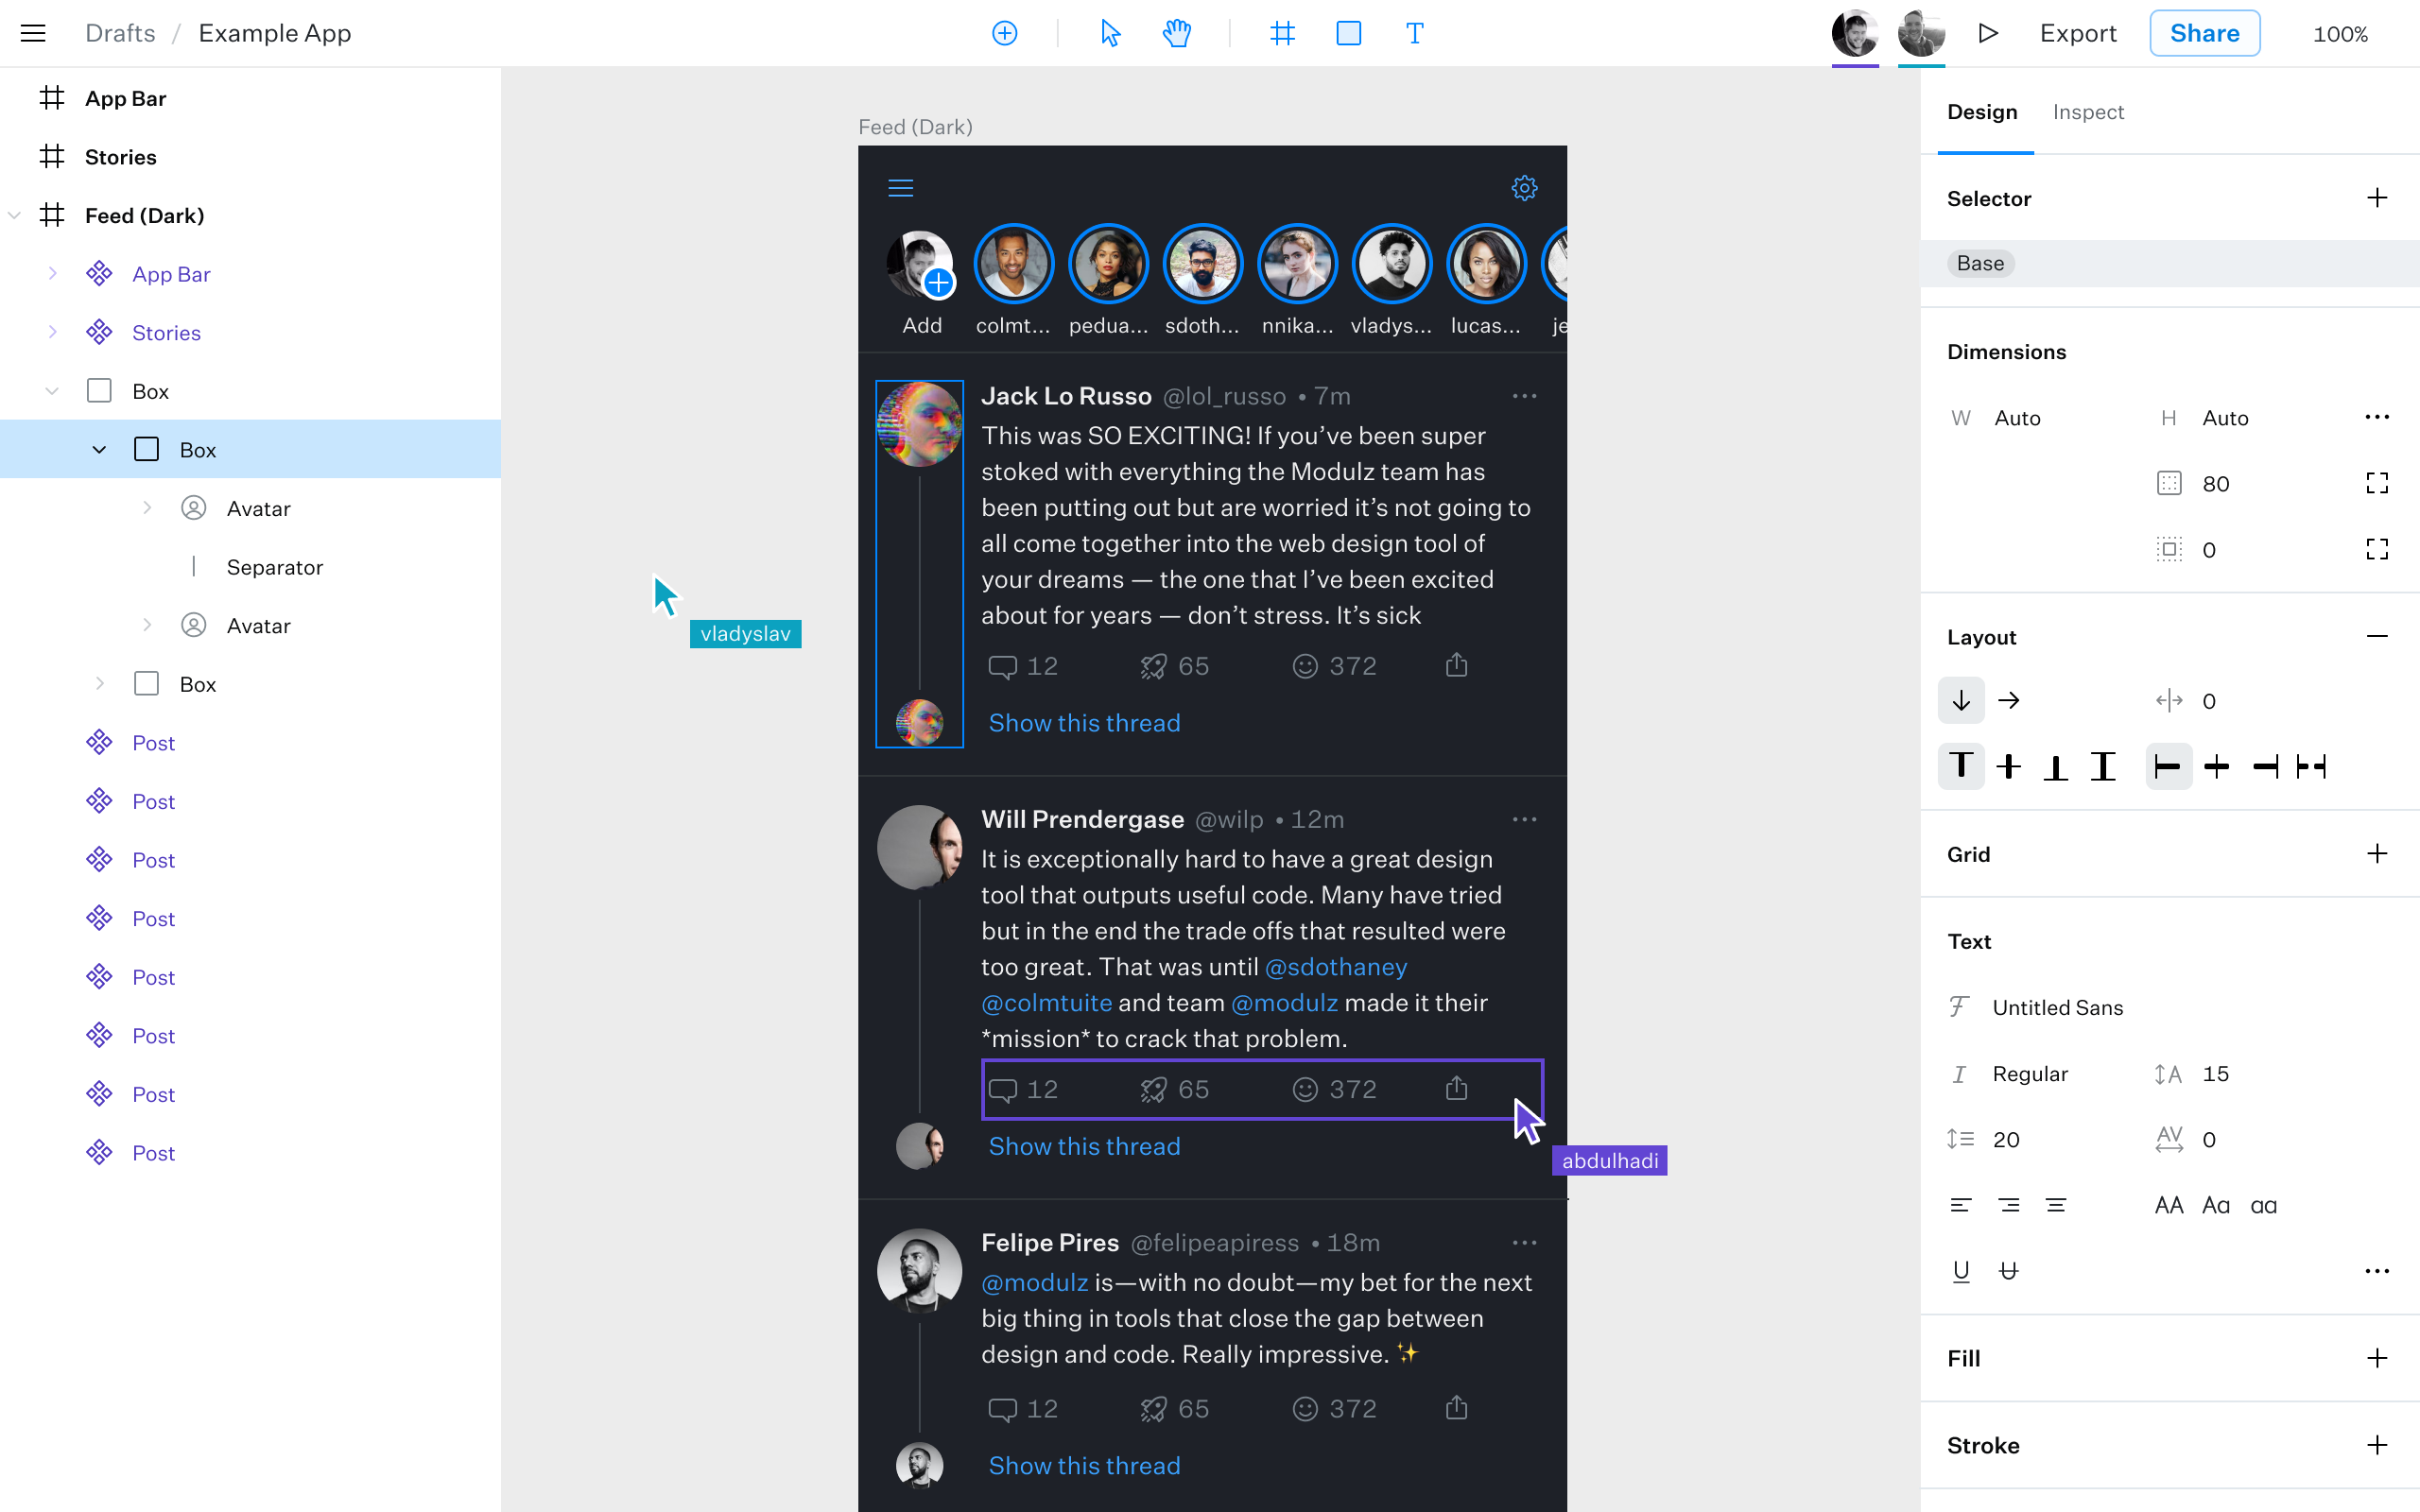 Drafts / Example App
Export
Share
100%
App Bar
Stories
Feed (Dark)
App Bar
Stories
Box
Box
Avatar
Separator
Avatar
Box
Post
Post
Post
Post
Post
Post
Post
Post
vladyslav
Feed (Dark)
Add colmt... pedua... sdoth... nnika... vladys... lucas... je
Jack Lo Russo @lol_russo • 7m
This was SO EXCITING! If you’ve been super
stoked with everything the Modulz team has
been putting out but are worried it’s not going to
all come together into the web design tool of
your dreams — the one that I’ve been excited
about for years — don’t stress. It’s sick
12 65 372
Show this thread
Will Prendergase @wilp • 12m
It is exceptionally hard to have a great design
tool that outputs useful code. Many have tried
but in the end the trade offs that resulted were
too great. That was until @sdothaney
@colmtuite and team @modulz made it their
*mission* to crack that problem.
12 65 372
Show this thread
abdulhadi
Felipe Pires @felipeapiress • 18m
@modulz is—with no doubt—my bet for the next
big thing in tools that close the gap between
design and code. Really impressive. ✨
12 65 372
Show this thread
Design Inspect
Selector
Base
Dimensions
W Auto H Auto
80
0
Layout
0
Grid
Text
Untitled Sans
I Regular A 15
20 AV 0
AA Aa aa
U U
Fill
Stroke